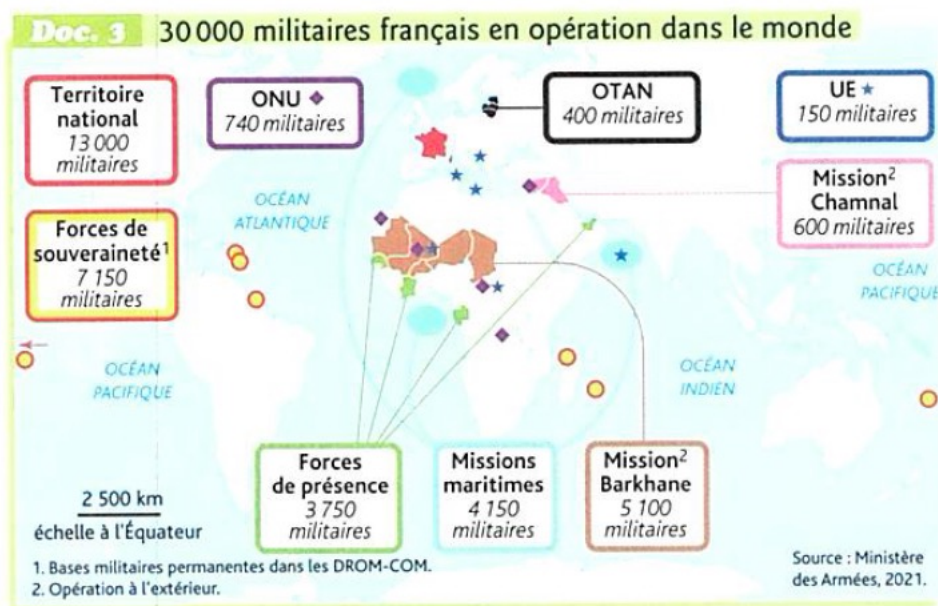 Doc. 3 30 000 militaires français en opération dans le monde
Territoire
national
13 000
militaires
ONU
740 militaires
OTAN
400 militaires
UE
150 militaires
Mission²
Chamnal
600 militaires
OCÉAN
ATLANTIQUE
Forces de
souveraineté¹
7 150
militaires
OCÉAN
PACIFIQUE
OCÉAN
PACIFIQUE
OCÉAN
INDIEN
Forces
de présence
3 750
militaires
Missions
maritimes
4 150
militaires
Mission²
Barkhane
5 100
militaires
2 500 km
échelle à l'Équateur
1. Bases militaires permanentes dans les DROM-COM.
2. Opération à l'extérieur.
Source : Ministère
des Armées, 2021.